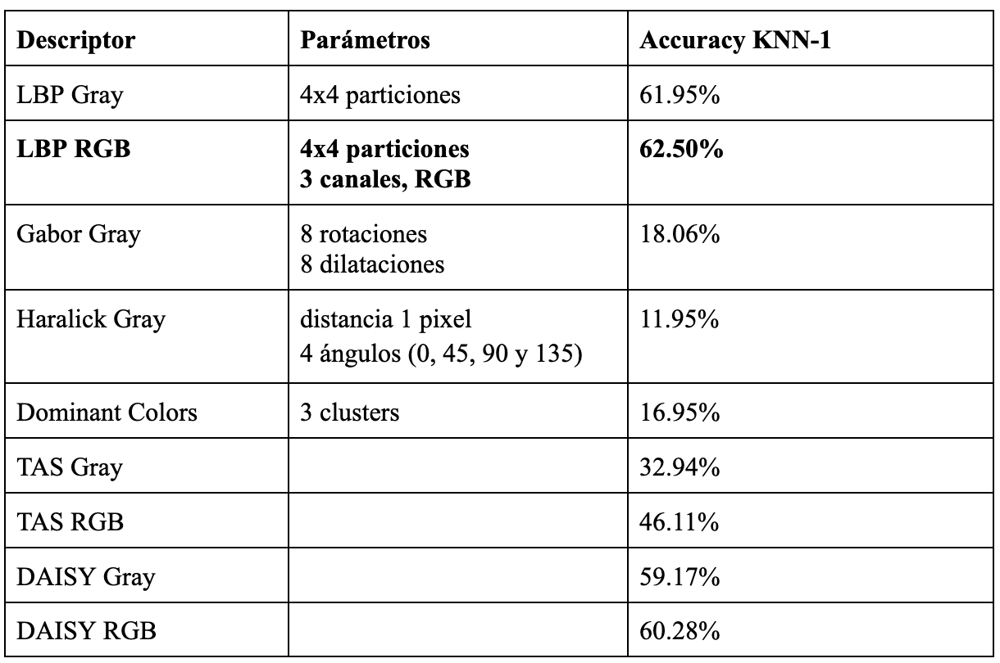 Descriptor Parámetros Accuracy KNN-1
LBP Gray 4x4 particiones 61.95%
LBP RGB 4x4 particiones 62.50%
3 canales, RGB
Gabor Gray 8 rotaciones 18.06%
8 dilataciones
Haralick Gray distancia 1 pixel 11.95%
4 ángulos (0, 45, 90 y 135)
Dominant Colors 3 clusters 16.95%
TAS Gray 32.94%
TAS RGB 46.11%
DAISY Gray 59.17%
DAISY RGB 60.28%